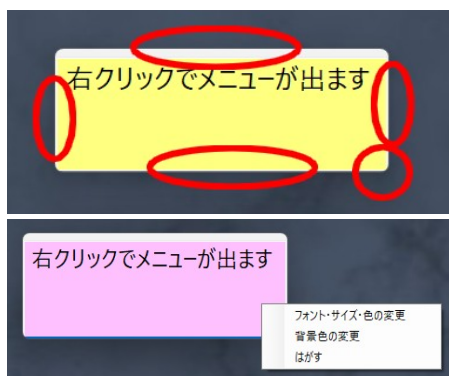 右クリックでメニューが出ます
右クリックでメニューが出ます
フォント・サイズ・色の変更
背景色の変更
はがす